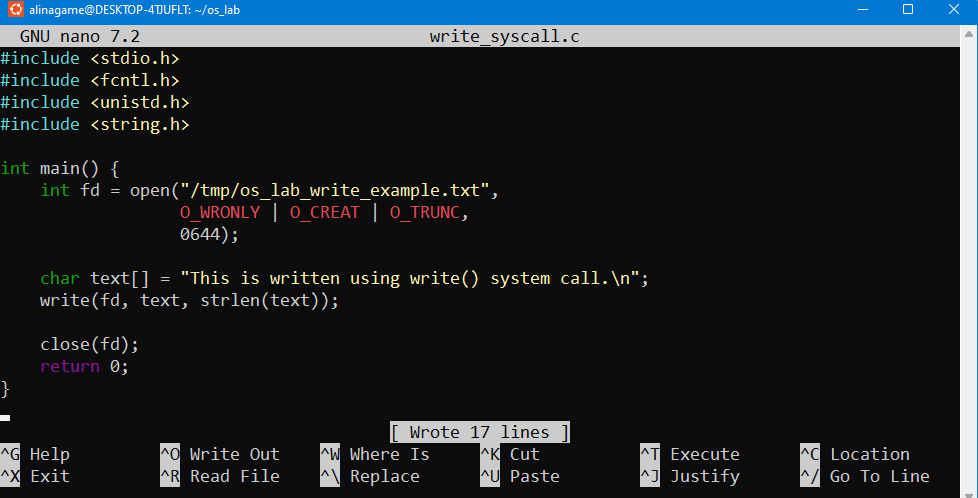 alinagame@DESKTOP-4TJUFLT: ~/os_lab
GNU nano 7.2 write_syscall.c
#include <stdio.h>
#include <fcntl.h>
#include <unistd.h>
#include <string.h>

int main() {
    int fd = open("/tmp/os_lab_write_example.txt",
                  O_WRONLY | O_CREAT | O_TRUNC,
                  0644);

    char text[] = "This is written using write() system call.\n";
    write(fd, text, strlen(text));

    close(fd);
    return 0;
}
[ Wrote 17 lines ]
^G Help ^O Write Out ^W Where Is ^K Cut ^T Execute ^C Location
^X Exit ^R Read File ^\ Replace ^U Paste ^J Justify ^/ Go To Line